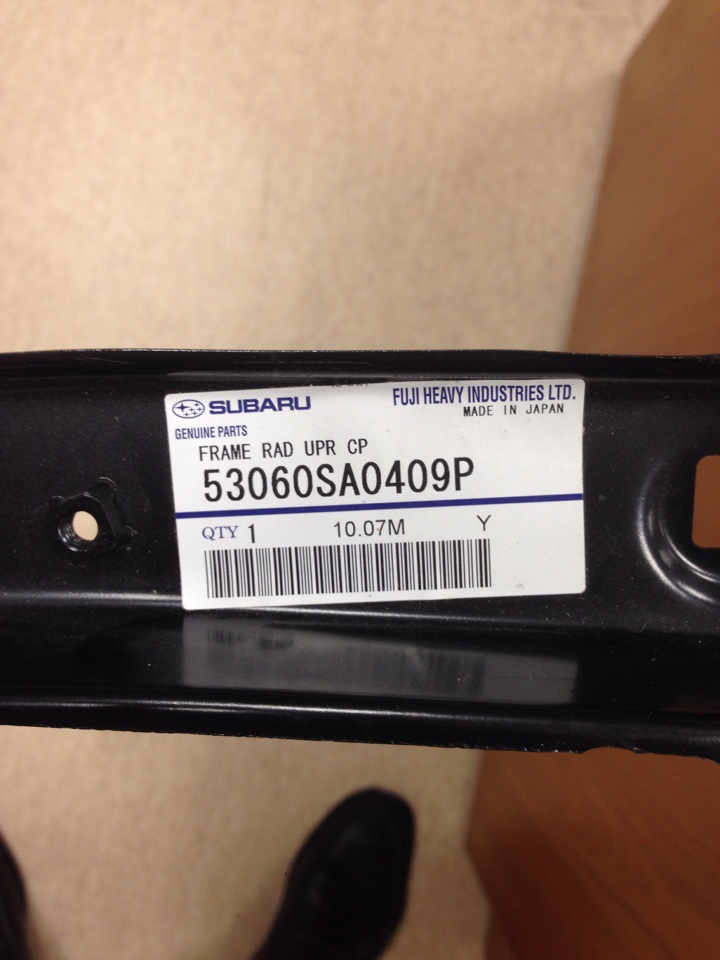 SUBARU
FUJI HEAVY INDUSTRIES LTD.
MADE IN JAPAN
GENUINE PARTS
FRAME RAD UPR CP
53060SA0409P
QTY 1 10.07M Y